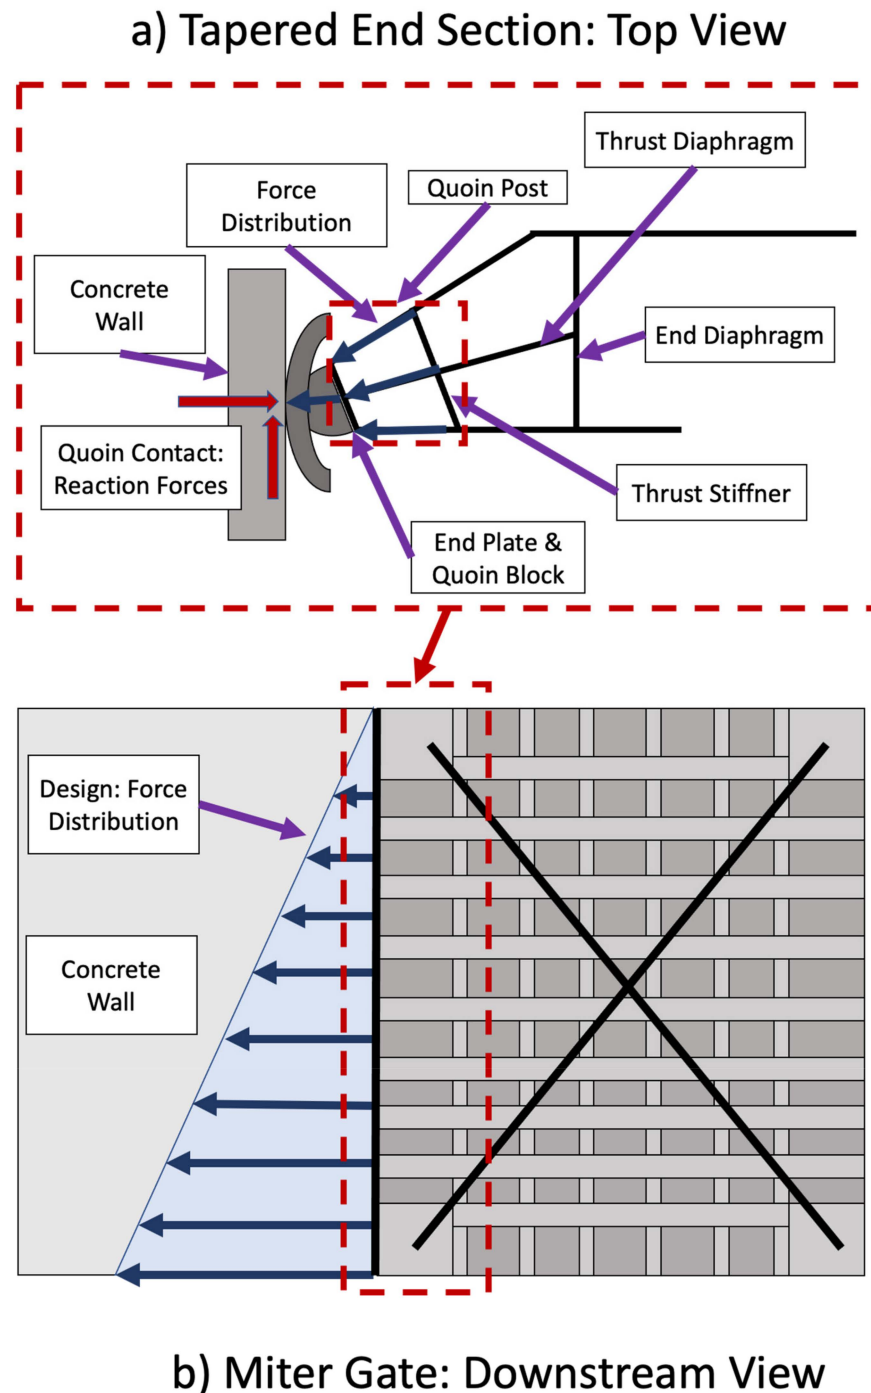 a) Tapered End Section: Top View
Thrust Diaphragm
Force
Distribution
Quoin Post
Concrete
Wall
End Diaphragm
Quoin Contact:
Reaction Forces
Thrust Stiffner
End Plate &
Quoin Block
Design: Force
Distribution
Concrete
Wall
b) Miter Gate: Downstream View